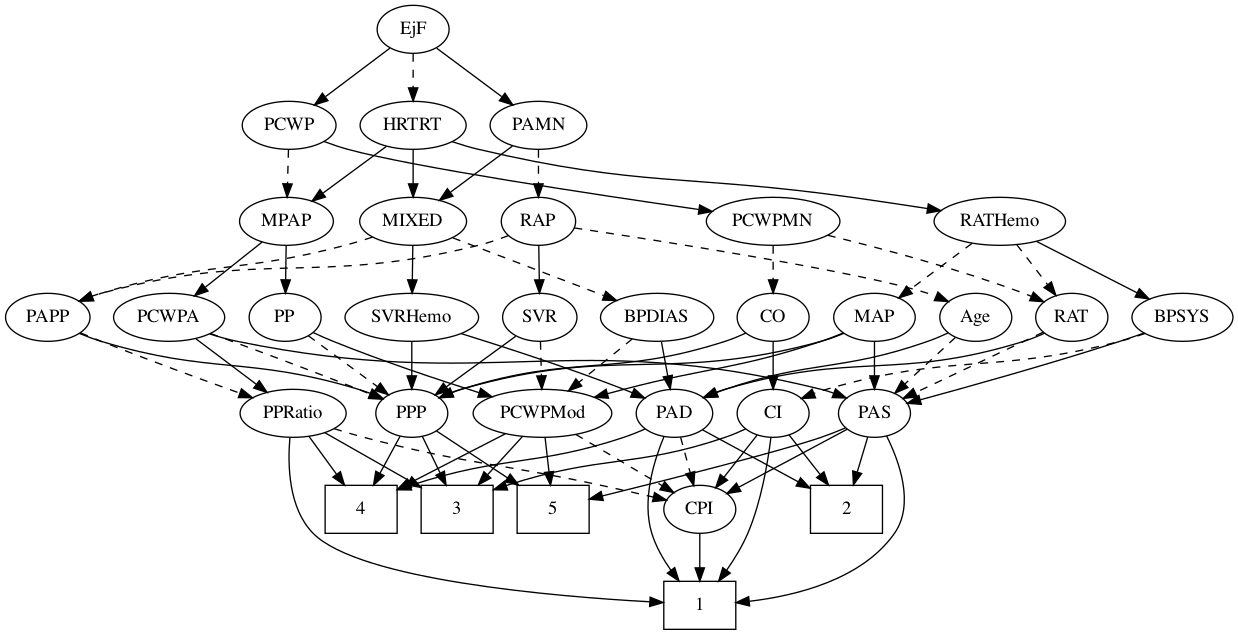 EjF
PCWP HRTRT PAMN
MPAP MIXED RAP PCWPMN RATHemo
PAPP PCWPA PP SVRHemo SVR BPDIAS CO MAP Age RAT BPSYS
PPRatio PPP PCWPMod PAD CI PAS
4 3 5 CPI 2
1